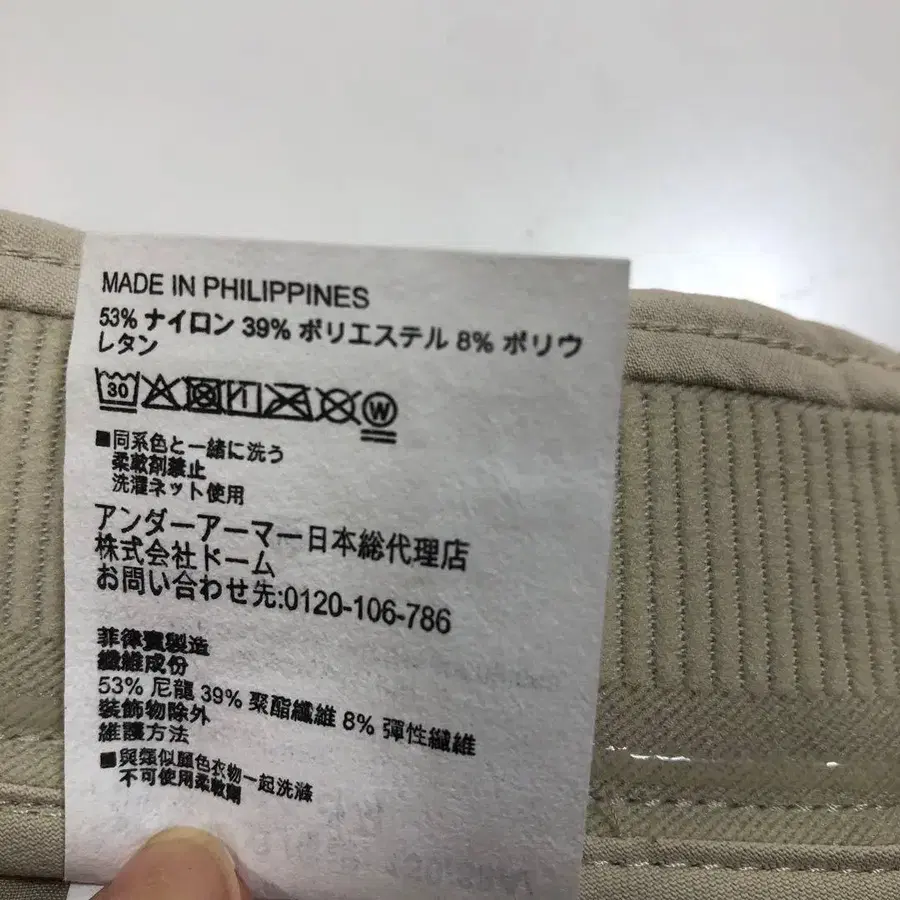 MADE IN PHILIPPINES
53% ナイロン 39% ポリエステル 8% ポリウ
レタン
30
W
■同系色と一緒に洗う
柔軟剤禁止
洗濯ネット使用
アンダーアーマー日本総代理店
株式会社ドーム
お問い合わせ先:0120-106-786
菲律賓製造
纖維成份
53% 尼龍 39% 聚酯纖維 8% 彈性纖維
裝飾物除外
維護方法
■與類似顏色衣物一起洗滌
不可使用柔軟劑